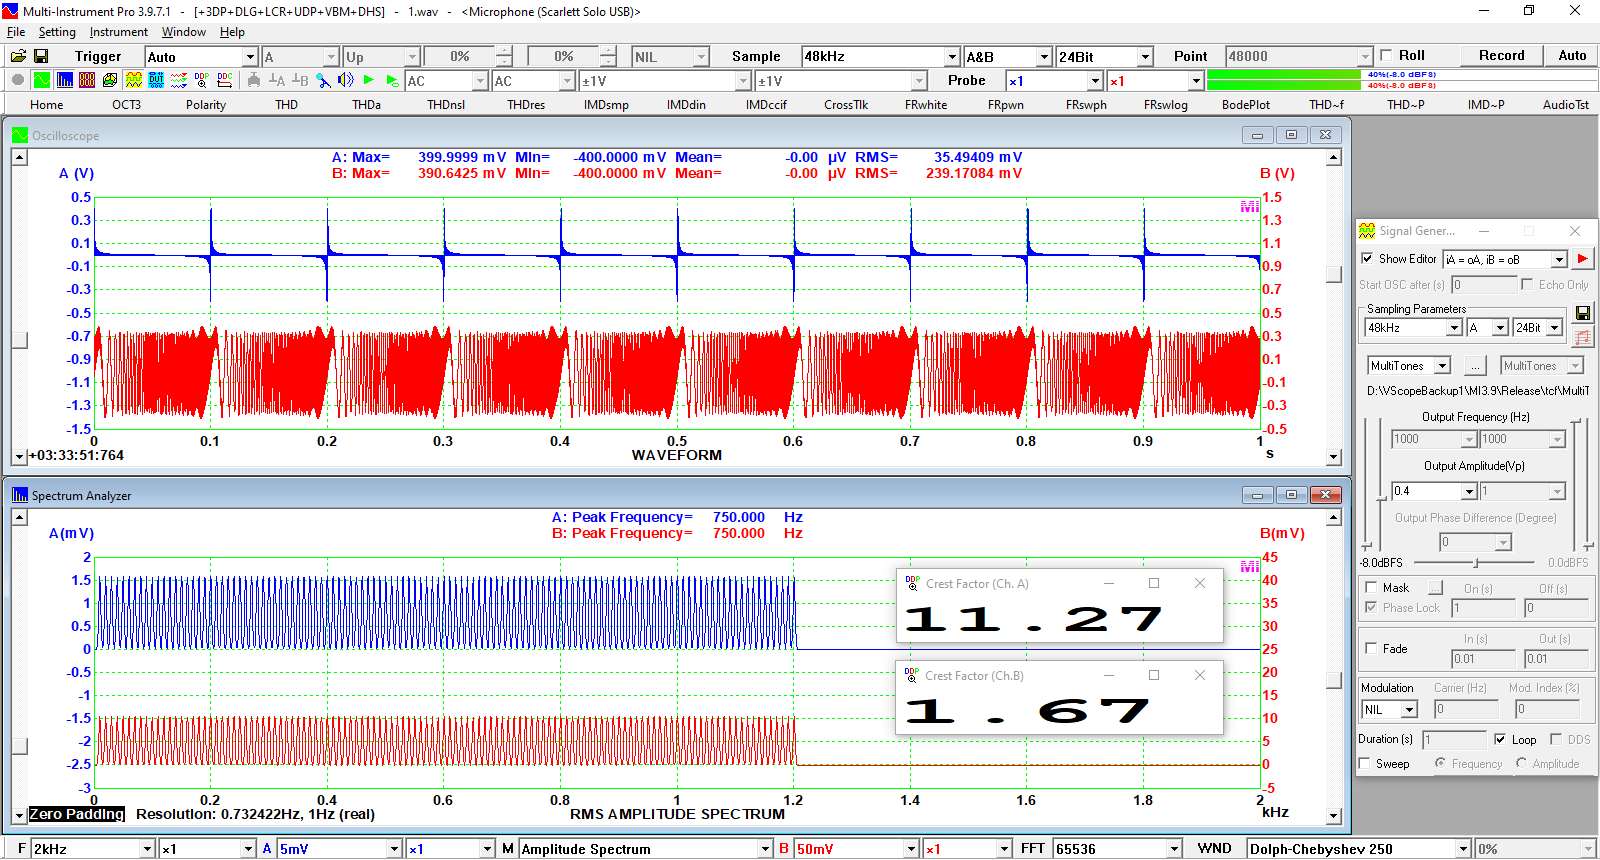 Multi-Instrument Pro 3.9.7.1 - [+3DP+DLG+LCR+UDP+VBM+DHS] - 1.wav - <Microphone (Scarlett Solo USB)>
File Setting Instrument Window Help
Trigger Auto A Up 0% 0% NIL Sample 48kHz A&B 24Bit Point 48000 Roll Record Auto
AC AC ±1V ±1V Probe ×1 ×1 40%(-8.0 dBFS)
40%(-8.0 dBFS)
Home OCT3 Polarity THD THDa THDnsl THDres IMDsmp IMDdin IMDccif CrossTlk FRwhite FRpwn FRswph FRswlog BodePlot THD~f THD~P IMD~P AudioTst
Oscilloscope
A: Max= 399.9999 mV MIn= -400.0000 mV Mean= -0.00 µV RMS= 35.49409 mV
B: Max= 390.6425 mV MIn= -400.0000 mV Mean= -0.00 µV RMS= 239.17084 mV
A (V)
B (V)
0.5 1.5
0.3 1.3
0.1 1.1
-0.1 0.9
-0.3 0.7
-0.5 0.5
-0.7 0.3
-0.9 0.1
-1.1 -0.1
-1.3 -0.3
-1.5 -0.5
MI
0 0.1 0.2 0.3 0.4 0.5 0.6 0.7 0.8 0.9 1
+03:33:51:764 WAVEFORM s
Spectrum Analyzer
A: Peak Frequency= 750.000 Hz
B: Peak Frequency= 750.000 Hz
A(mV)
B(mV)
2 45
1.5 40
1 35
0.5 30
0 25
-0.5 20
-1 15
-1.5 10
-2 5
-2.5 0
-3 -5
MI
Crest Factor (Ch. A)
11.27
Crest Factor (Ch.B)
1.67
0 0.2 0.4 0.6 0.8 1 1.2 1.4 1.6 1.8 2
Zero Padding Resolution: 0.732422Hz, 1Hz (real) RMS AMPLITUDE SPECTRUM kHz
Signal Gener...
Show Editor iA = oA, iB = oB
Start OSC after (s) 0 Echo Only
Sampling Parameters
48kHz A 24Bit
MultiTones ... MultiTones
D:\VScopeBackup1\MI3.9\Release\tcf\MultiT
Output Frequency (Hz)
1000 1000
Output Amplitude(Vp)
0.4 1
Output Phase Difference (Degree)
0
-8.0dBFS 0.0dBFS
Mask ... On (s) Off (s)
Phase Lock 1 0
Fade In (s) Out (s)
0.01 0.01
Modulation Carrier (Hz) Mod. Index (%)
NIL 0 0
Duration (s) 1 Loop DDS
Sweep Frequency Amplitude
F 2kHz ×1 A 5mV ×1 M Amplitude Spectrum B 50mV ×1 FFT 65536 WND Dolph-Chebyshev 250 0%